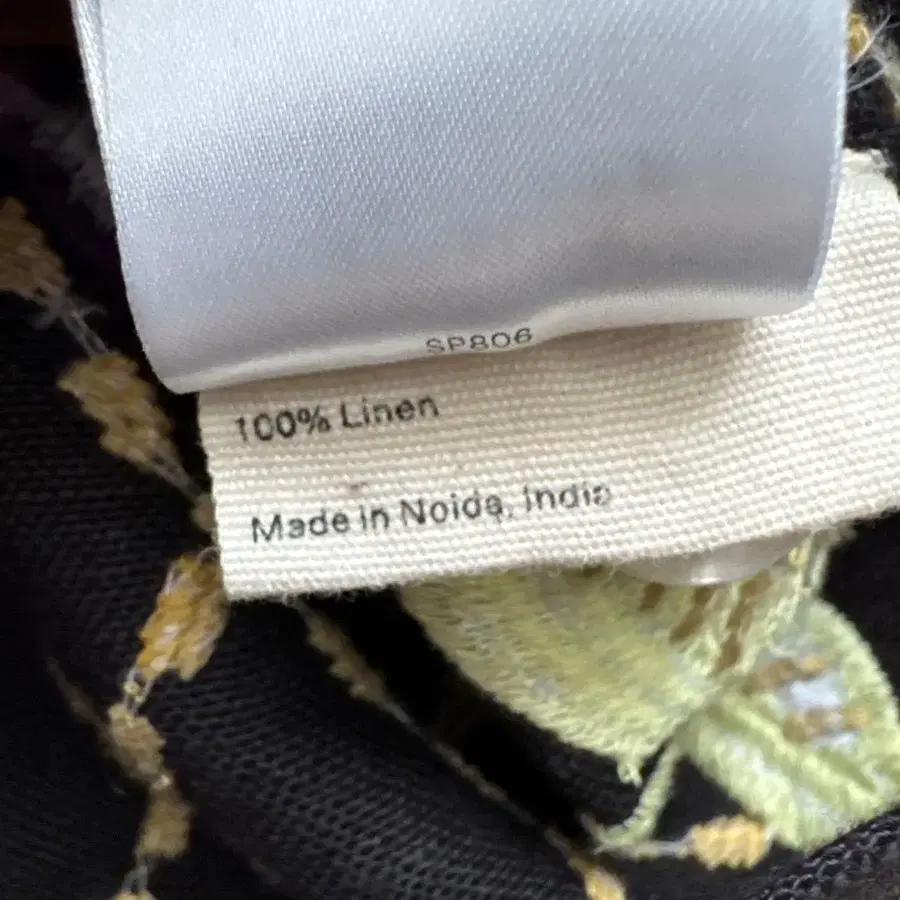 SP806
100% Linen
Made in Noida, India